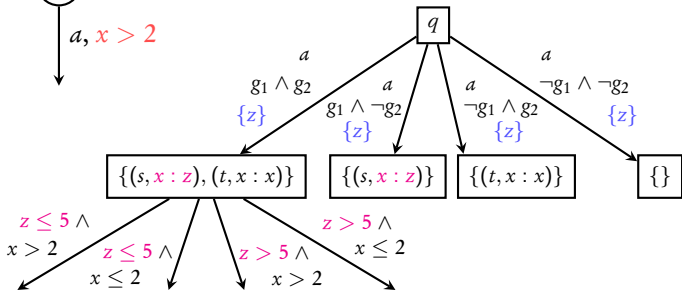 a, x > 2
q
a
g₁ ∧ g₂
{z}
a
g₁ ∧ ¬g₂
{z}
a
¬g₁ ∧ g₂
{z}
a
¬g₁ ∧ ¬g₂
{z}
{(s, x : z), (t, x : x)}
{(s, x : z)}
{(t, x : x)}
{}
z ≤ 5 ∧
x > 2
z ≤ 5 ∧
x ≤ 2
z > 5 ∧
x > 2
z > 5 ∧
x ≤ 2